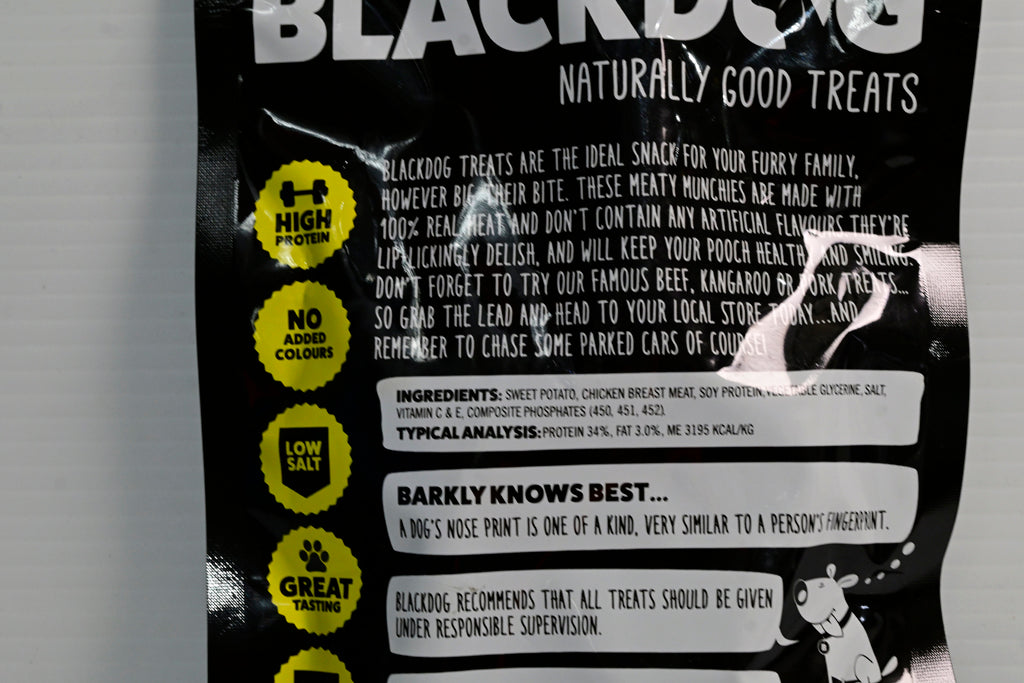 BLACKDOG
NATURALLY GOOD TREATS
BLACKDOG TREATS ARE THE IDEAL SNACK FOR YOUR FURRY FAMILY,
HOWEVER BIG THEIR BITE. THESE MEATY MUNCHIES ARE MADE WITH
100% REAL MEAT AND DON'T CONTAIN ANY ARTIFICIAL FLAVOURS. THEY'RE
LIP-LICKINGLY DELISH, AND WILL KEEP YOUR POOCH HEALTHY AND SMILING.
DON'T FORGET TO TRY OUR FAMOUS BEEF, KANGAROO OR PORK TREATS...
SO GRAB THE LEAD AND HEAD TO YOUR LOCAL STORE TODAY...AND
REMEMBER TO CHASE SOME PARKED CARS OF COURSE!
HIGH
PROTEIN
NO
ADDED
COLOURS
LOW
SALT
GREAT
TASTING
INGREDIENTS: SWEET POTATO, CHICKEN BREAST MEAT, SOY PROTEIN, VEGETABLE GLYCERINE, SALT,
VITAMIN C & E, COMPOSITE PHOSPHATES (450, 451, 452).
TYPICAL ANALYSIS: PROTEIN 34%, FAT 3.0%, ME 3195 KCAL/KG
BARKLY KNOWS BEST...
A DOG'S NOSE PRINT IS ONE OF A KIND, VERY SIMILAR TO A PERSON'S FINGERPRINT.
BLACKDOG RECOMMENDS THAT ALL TREATS SHOULD BE GIVEN
UNDER RESPONSIBLE SUPERVISION.